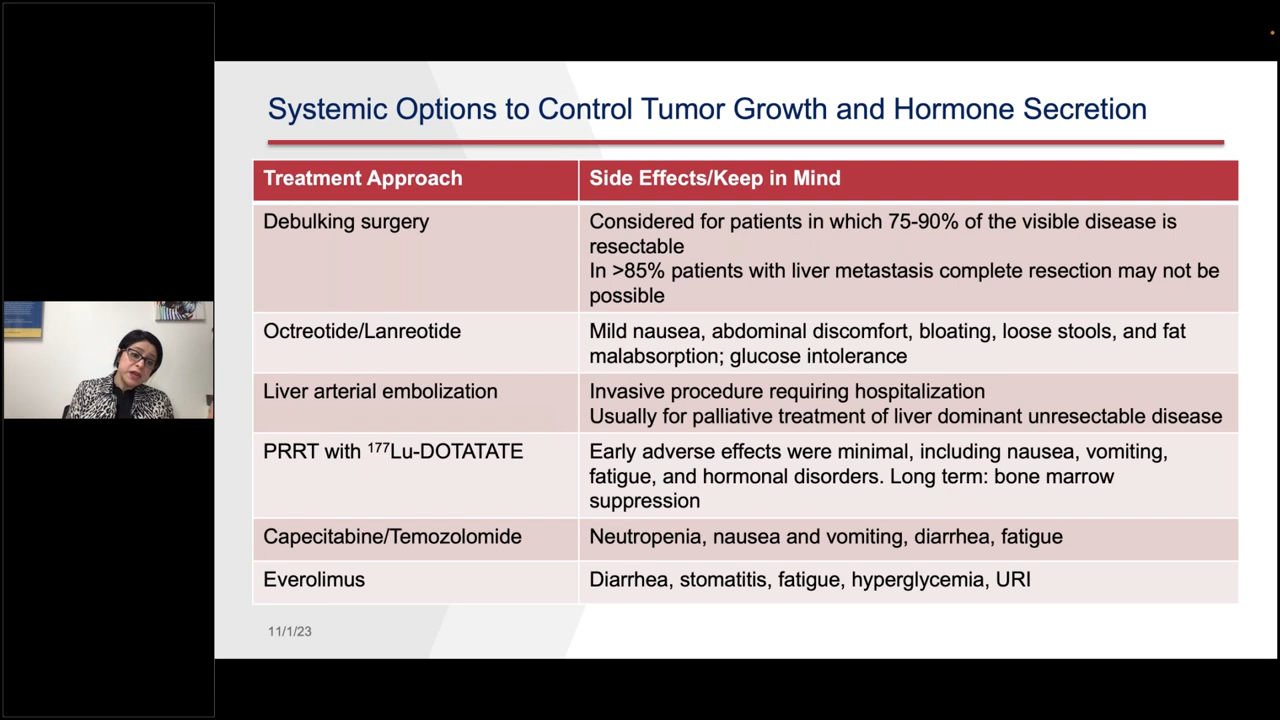 Systemic Options to Control Tumor Growth and Hormone Secretion
Treatment Approach
Side Effects/Keep in Mind
Debulking surgery
Considered for patients in which 75-90% of the visible disease is
resectable
In >85% patients with liver metastasis complete resection may not be
possible
Octreotide/Lanreotide
Mild nausea, abdominal discomfort, bloating, loose stools, and fat
malabsorption; glucose intolerance
Liver arterial embolization
Invasive procedure requiring hospitalization
Usually for palliative treatment of liver dominant unresectable disease
PRRT with ¹⁷⁷Lu-DOTATATE
Early adverse effects were minimal, including nausea, vomiting,
fatigue, and hormonal disorders. Long term: bone marrow
suppression
Capecitabine/Temozolomide
Neutropenia, nausea and vomiting, diarrhea, fatigue
Everolimus
Diarrhea, stomatitis, fatigue, hyperglycemia, URI
11/1/23